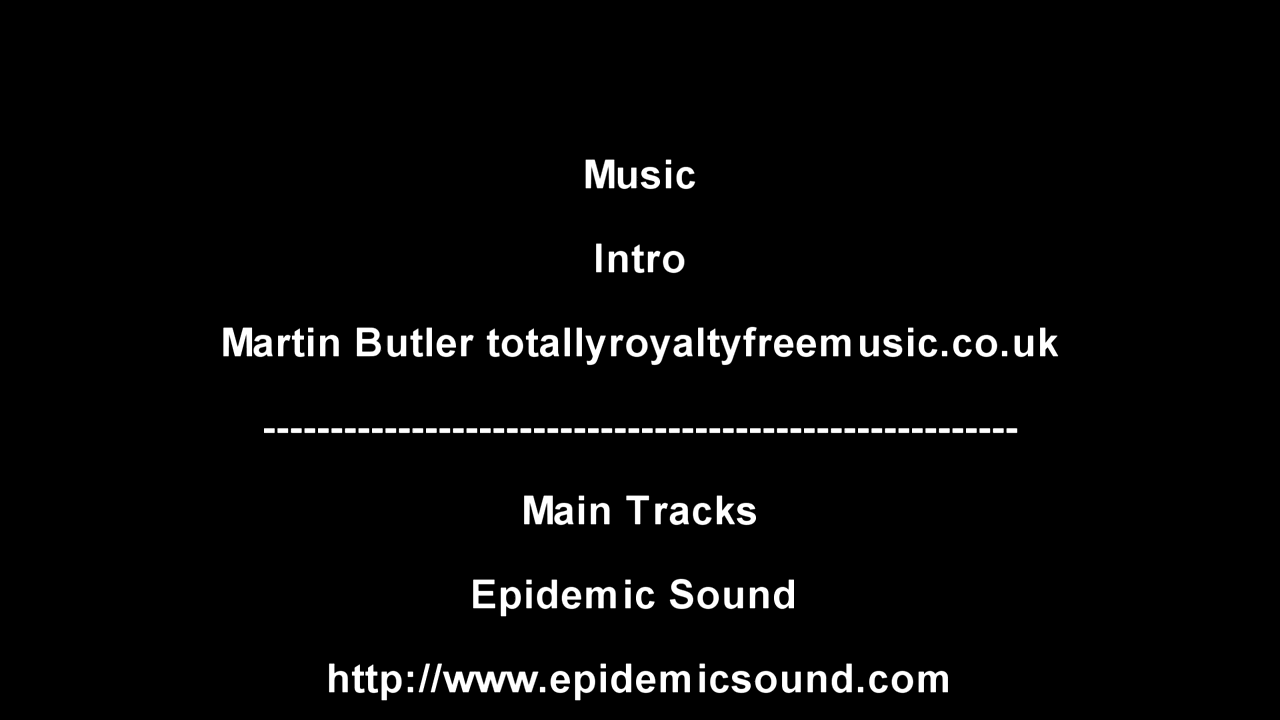 Music
Intro
Martin Butler totallyroyaltyfreemusic.co.uk
--------------------------------------------------------
Main Tracks
Epidemic Sound
http://www.epidemicsound.com